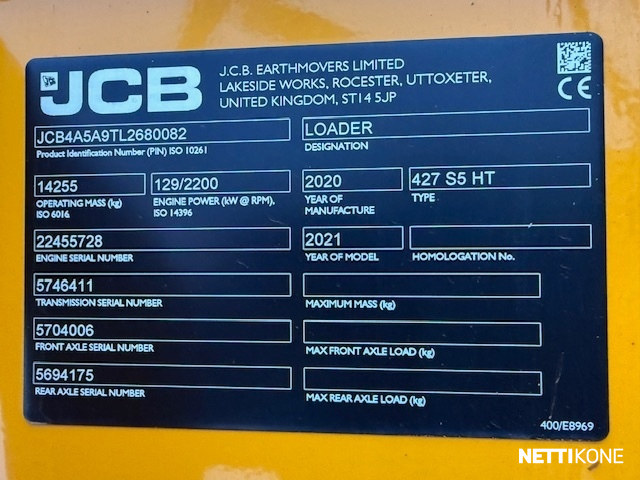 JCB
J.C.B. EARTHMOVERS LIMITED
LAKESIDE WORKS, ROCESTER, UTTOXETER,
UNITED KINGDOM, ST14 5JP
CE
JCB4A5A9TL2680082
Product Identification Number (PIN) ISO 10261
LOADER
DESIGNATION
14255
OPERATING MASS (kg)
ISO 6016
129/2200
ENGINE POWER (kW @ RPM),
ISO 14396
2020
YEAR OF
MANUFACTURE
427 S5 HT
TYPE
22455728
ENGINE SERIAL NUMBER
2021
YEAR OF MODEL
HOMOLOGATION No.
5746411
TRANSMISSION SERIAL NUMBER
MAXIMUM MASS (kg)
5704006
FRONT AXLE SERIAL NUMBER
MAX FRONT AXLE LOAD (kg)
5694175
REAR AXLE SERIAL NUMBER
MAX REAR AXLE LOAD (kg)
400/E8969
NETTIKONE